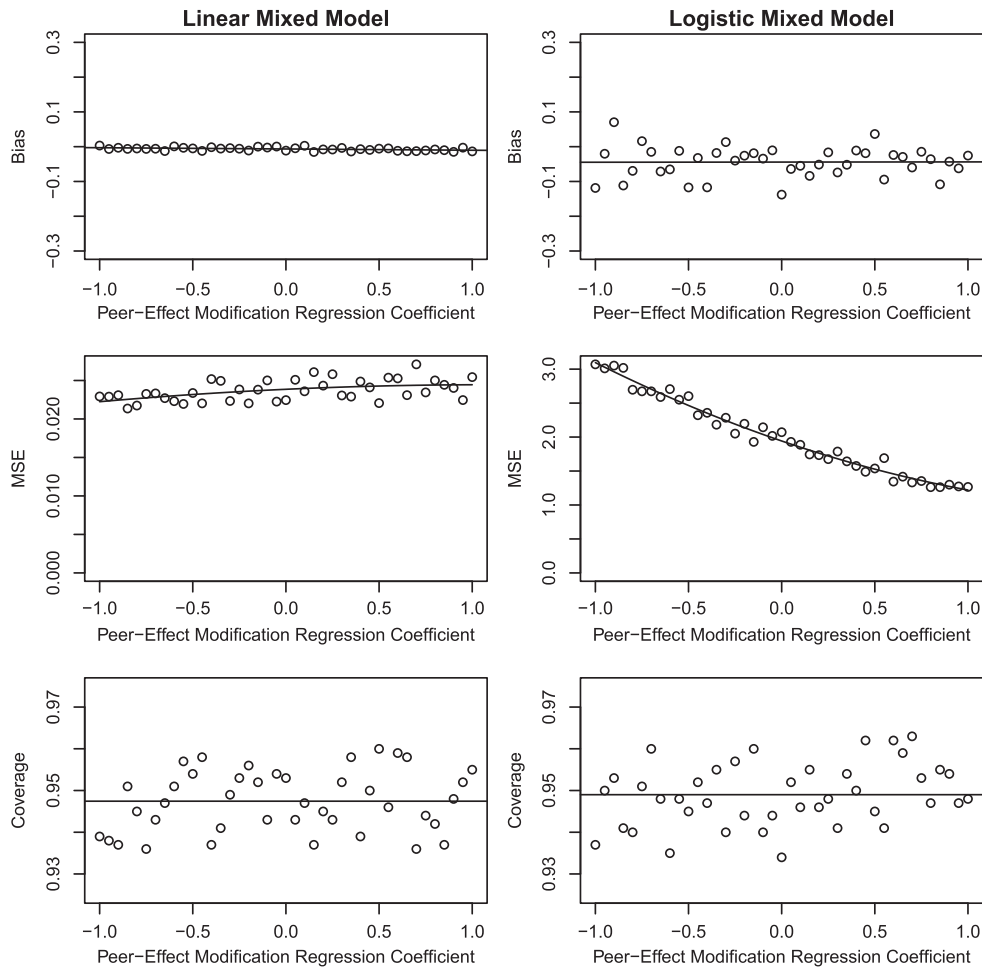 Linear Mixed Model
Logistic Mixed Model
Bias
0.3
0.1
−0.1
−0.3
−1.0 −0.5 0.0 0.5 1.0
Peer−Effect Modification Regression Coefficient
Bias
0.3
0.1
−0.1
−0.3
−1.0 −0.5 0.0 0.5 1.0
Peer−Effect Modification Regression Coefficient
MSE
0.020
0.010
0.000
−1.0 −0.5 0.0 0.5 1.0
Peer−Effect Modification Regression Coefficient
MSE
3.0
2.0
1.0
0.0
−1.0 −0.5 0.0 0.5 1.0
Peer−Effect Modification Regression Coefficient
Coverage
0.97
0.95
0.93
−1.0 −0.5 0.0 0.5 1.0
Peer−Effect Modification Regression Coefficient
Coverage
0.97
0.95
0.93
−1.0 −0.5 0.0 0.5 1.0
Peer−Effect Modification Regression Coefficient